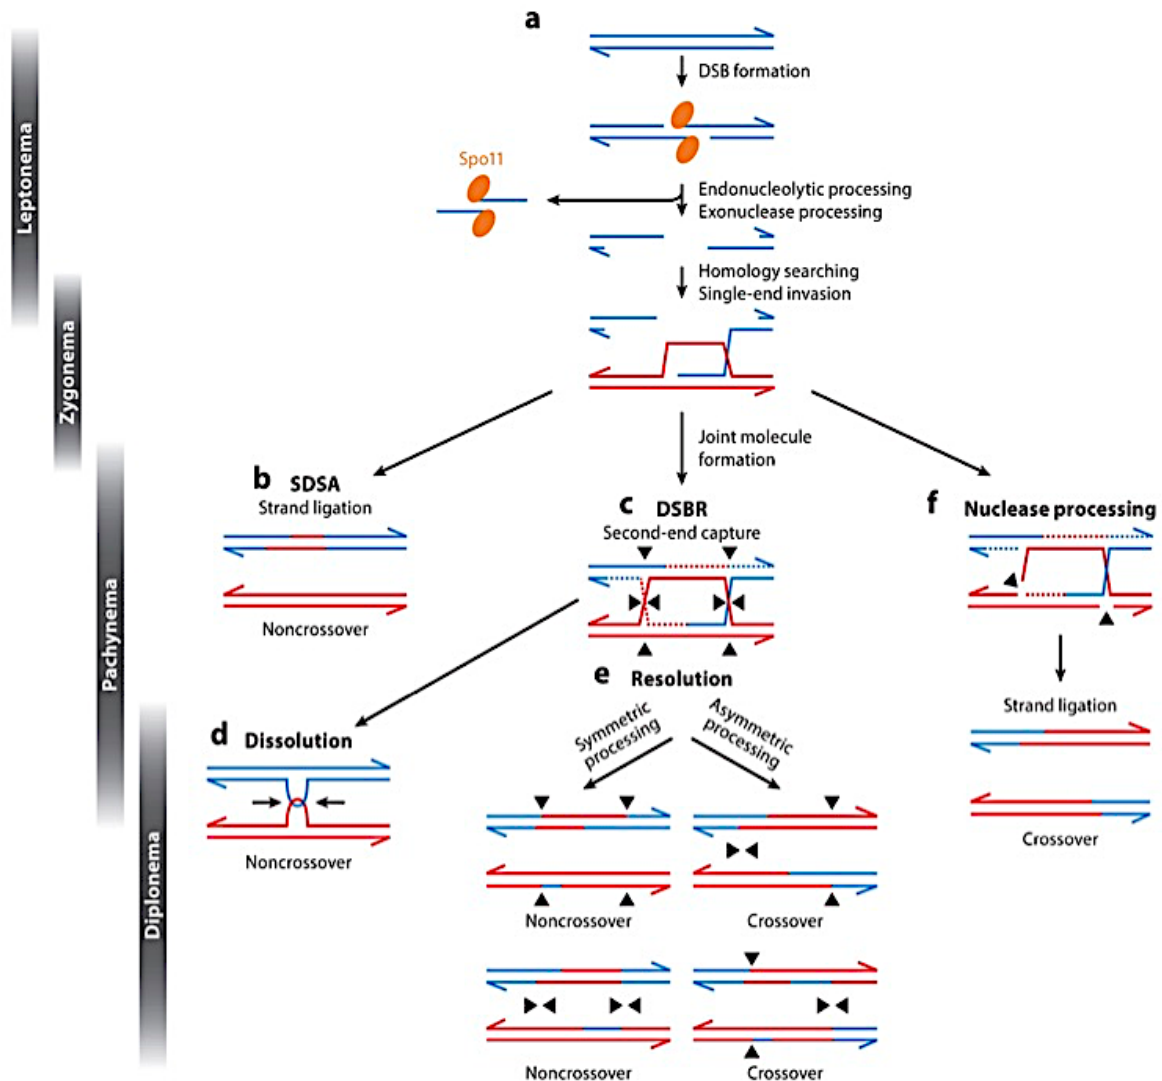 a
DSB formation
Spo11
Endonucleolytic processing
Exonuclease processing
Homology searching
Single-end invasion
Leptonema
Zygonema
Pachynema
Diplonema
Joint molecule
formation
b
SDSA
Strand ligation
Noncrossover
c
DSBR
Second-end capture
f
Nuclease processing
Strand ligation
Crossover
d
Dissolution
Noncrossover
e
Resolution
Symmetric
processing
Asymmetric
processing
Noncrossover
Crossover
Noncrossover
Crossover